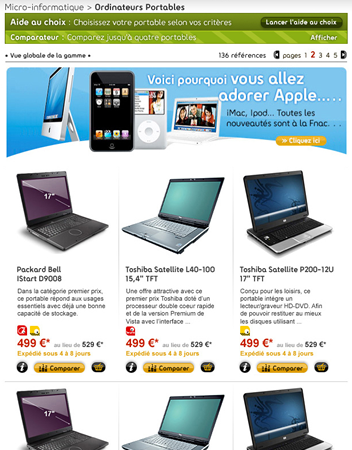 Micro-informatique > Ordinateurs Portables
Aide au choix : Choisissez votre portable selon vos critères
Lancer l'aide au choix
Comparateur : Comparez jusqu'à quatre portables
Afficher
• Vue globale de la gamme •
136 références
pages 1 2 3 4 5
Voici pourquoi vous allez
adorer Apple.....
iMac, Ipod... Toutes les
nouveautés sont à la Fnac. . .
Cliquez ici
17"
Packard Bell
IStart D9008
Dans la catégorie premier prix,
ce portable répond aux usages
essentiels avec déjà une bonne
capacité de stockage.
499 €* au lieu de 529 €*
Expédié sous 4 à 8 jours
Comparer
Toshiba Satellite L40-100
15,4" TFT
Une offre attractive avec ce
premier prix Toshiba doté d'un
processeur double coeur rapide
et de la version Premium de
Vista avec l'interface ...
499 €* au lieu de 529 €*
Expédié sous 4 à 8 jours
Comparer
Toshiba Satellite P200-12U
17" TFT
Conçu pour les loisirs, ce
portable intègre un
lecteur/graveur HD-DVD. Afin
de pouvoir restituer au mieux
les disques utilisant ...
499 €* au lieu de 529 €*
Expédié sous 4 à 8 jours
Comparer
17"